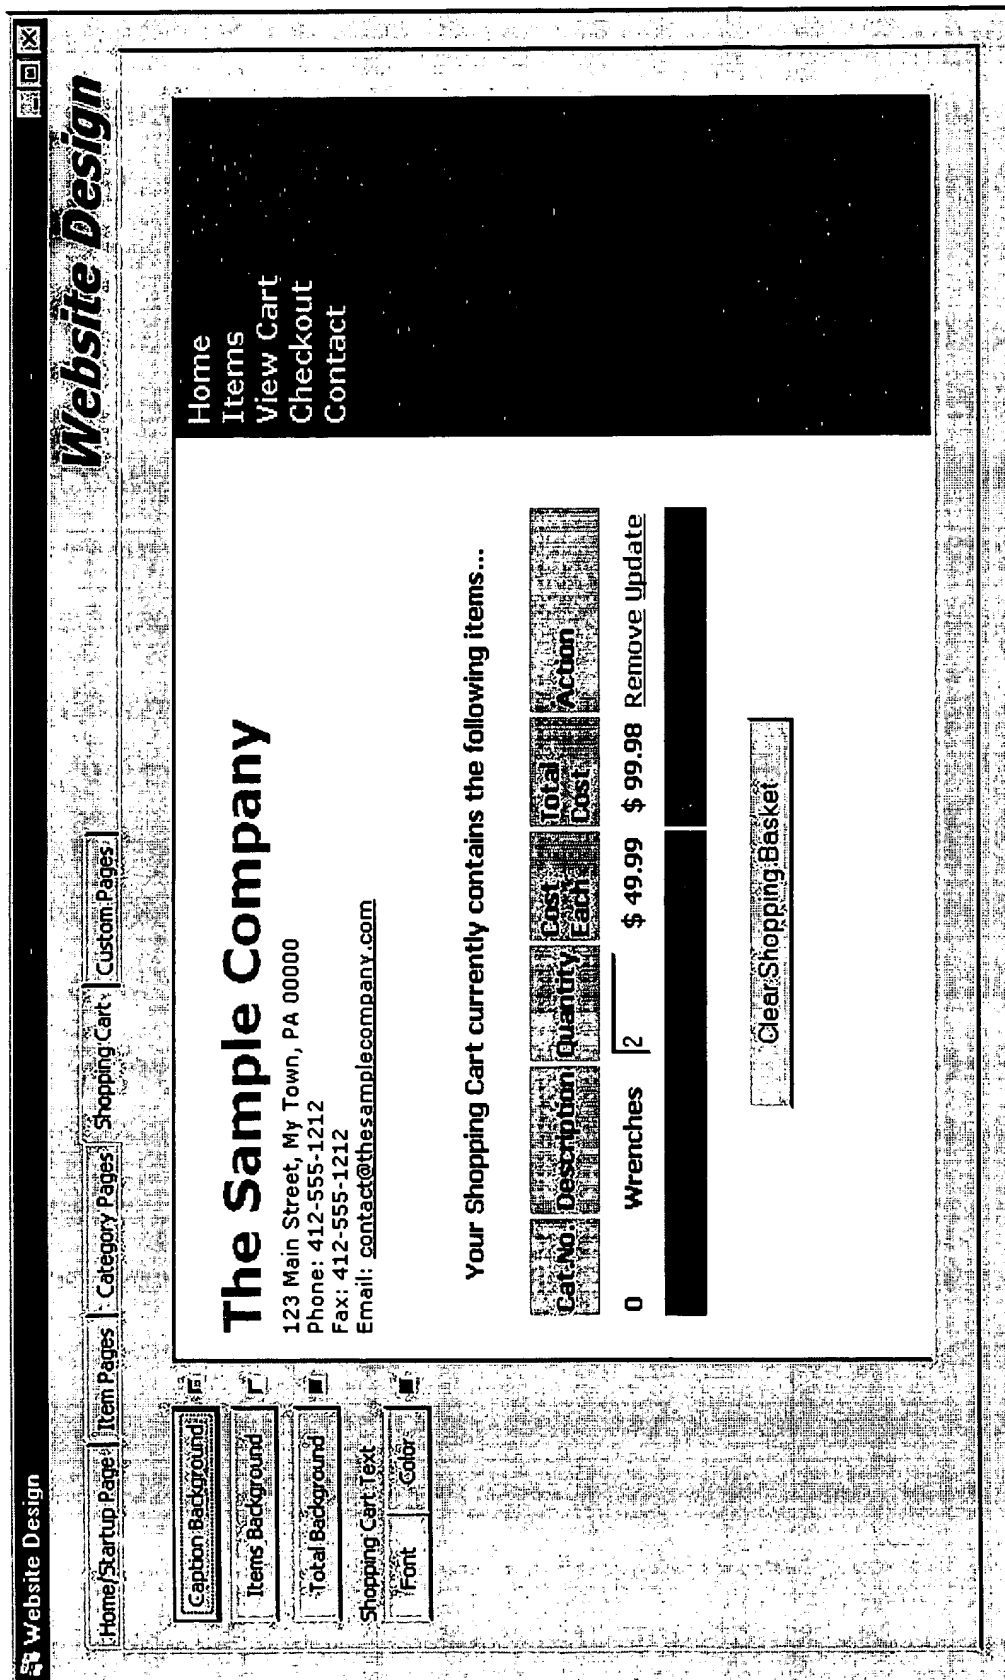 Website Design
Website Design
Home/Startup Page Item Pages Category Pages Shopping Cart Custom Pages
Caption Background
Items Background
Total Background
Shopping Cart Text
Font Color
The Sample Company
123 Main Street, My Town, PA 00000
Phone: 412-555-1212
Fax: 412-555-1212
Email: contact@thesamplecompany.com
Home
Items
View Cart
Checkout
Contact
Your Shopping Cart currently contains the following items...
Cat.No. Description Quantity Cost Each Total Cost Action
0 Wrenches 2 $ 49.99 $ 99.98 Remove Update
Clear Shopping Basket